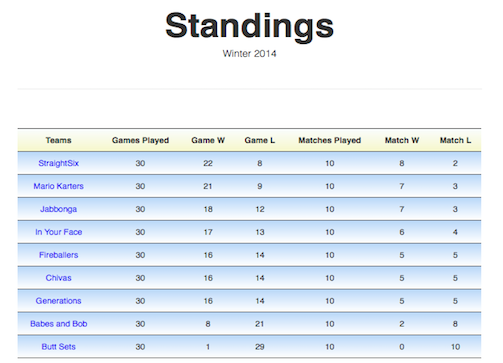 Standings
Winter 2014
Teams Games Played Game W Game L Matches Played Match W Match L
StraightSix 30 22 8 10 8 2
Mario Karters 30 21 9 10 7 3
Jabbonga 30 18 12 10 7 3
In Your Face 30 17 13 10 6 4
Fireballers 30 16 14 10 5 5
Chivas 30 16 14 10 5 5
Generations 30 16 14 10 5 5
Babes and Bob 30 8 21 10 2 8
Butt Sets 30 1 29 10 0 10